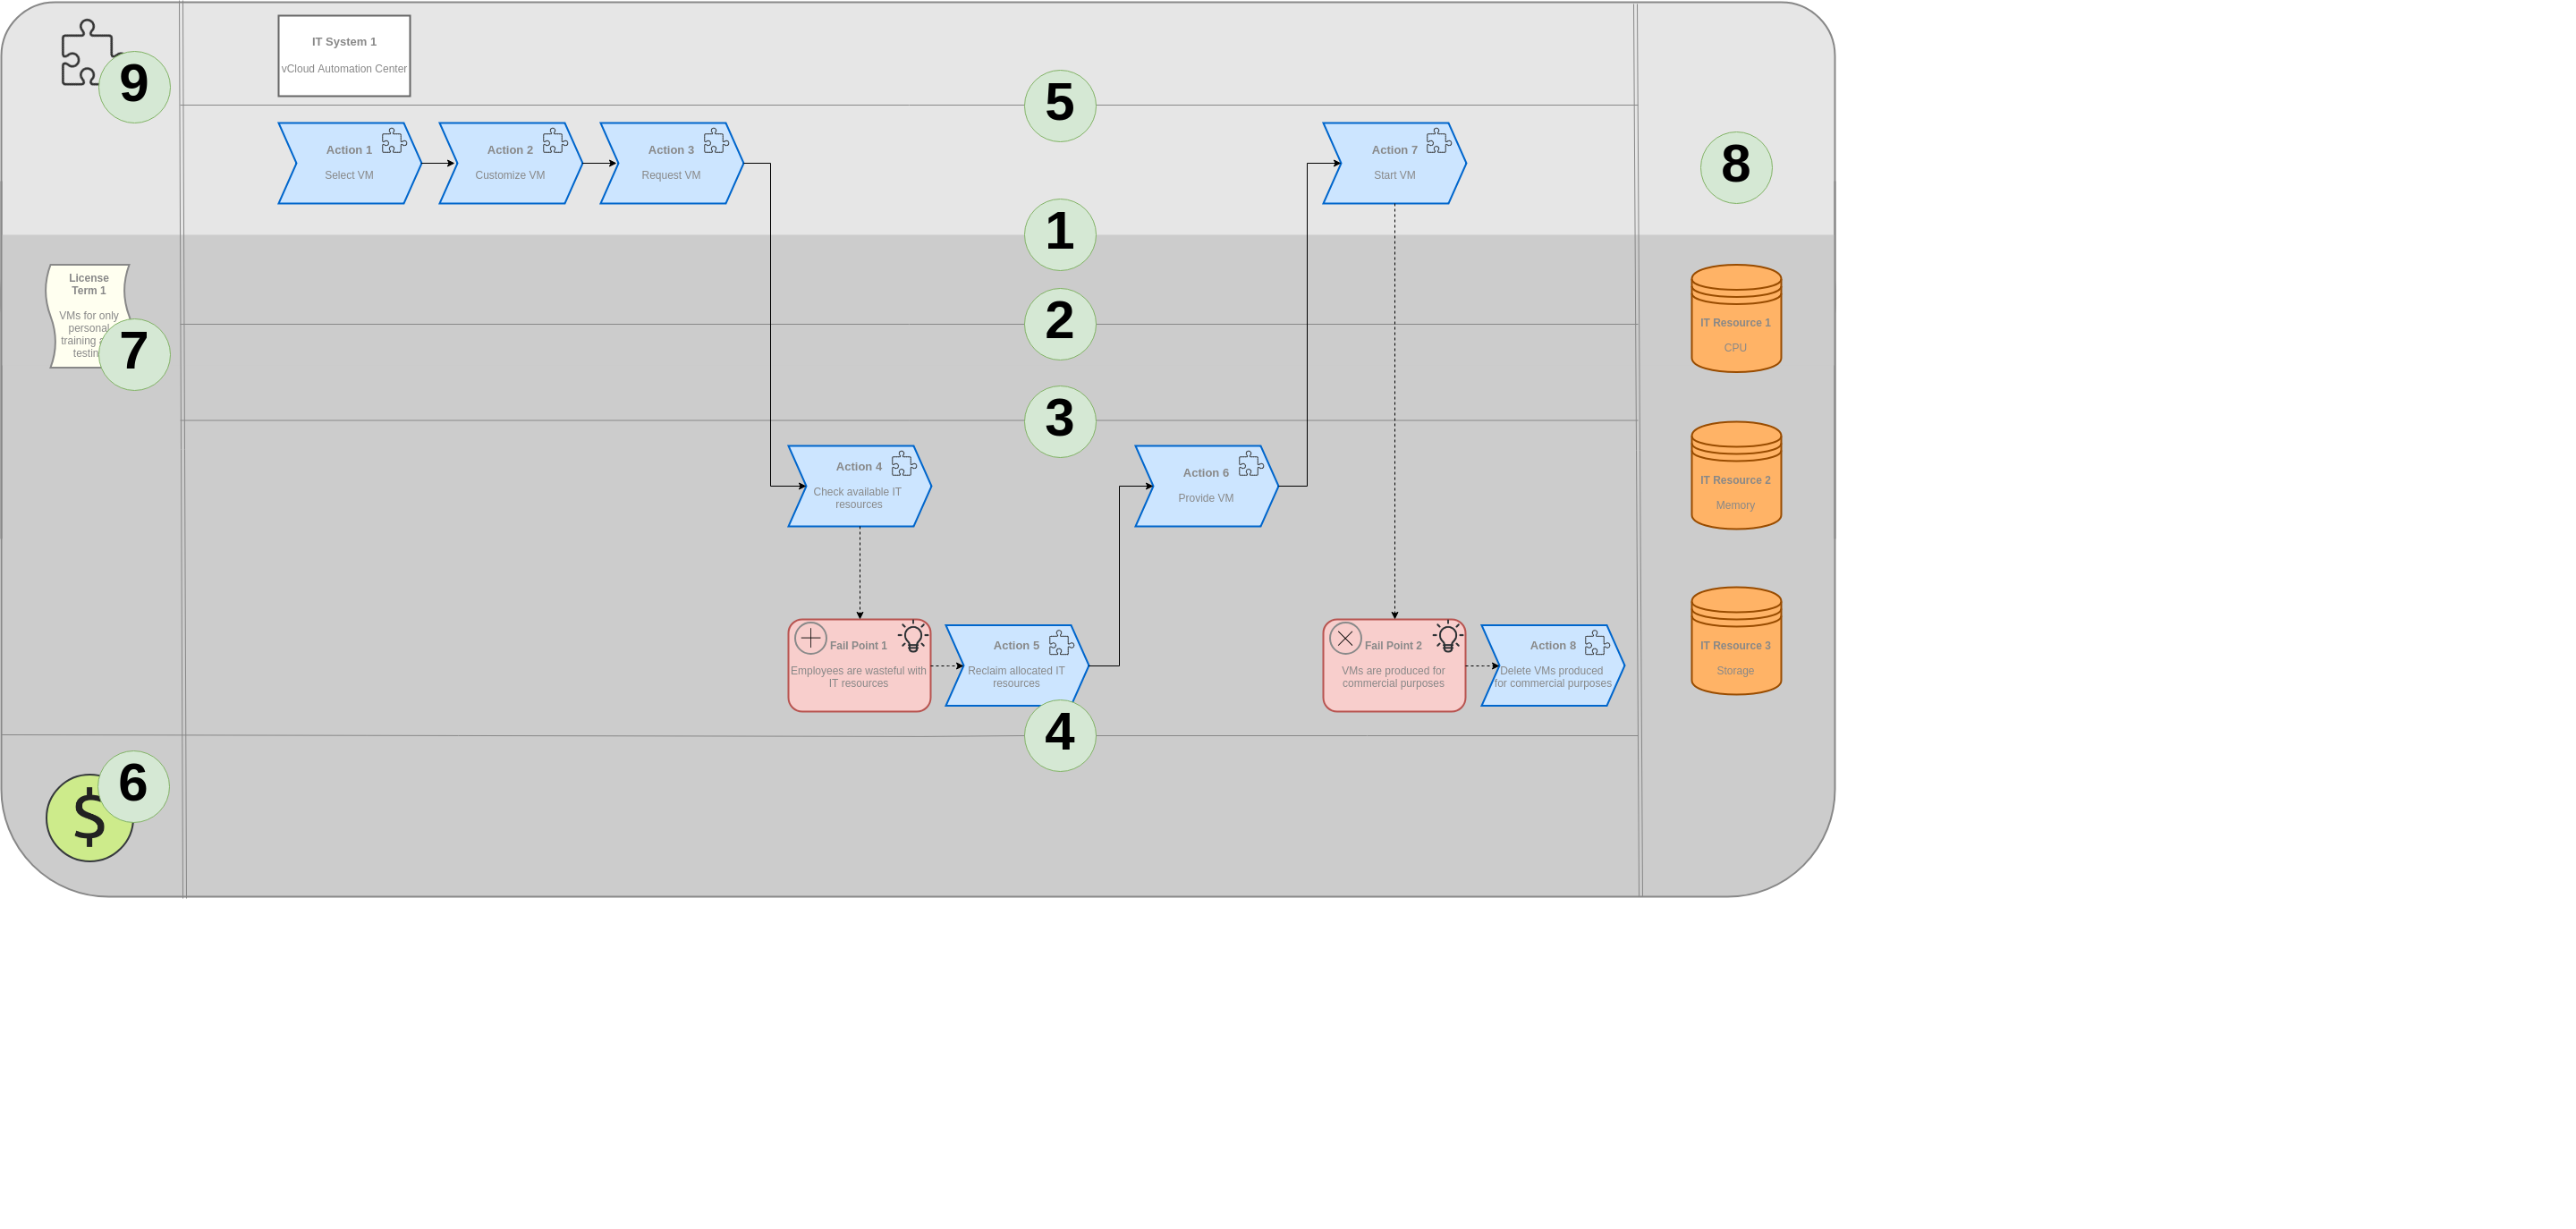 9
IT System 1
vCloud Automation Center
5
Action 1
Select VM
Action 2
Customize VM
Action 3
Request VM
Action 7
Start VM
8
1
License
Term 1
VMs for only
personal
training
testin
7
2
IT Resource 1
CPU
3
Action 4
Check available IT
resources
Action 6
Provide VM
IT Resource 2
Memory
Fail Point 1
Employees are wasteful with
IT resources
Action 5
Reclaim allocated IT
resources
Fail Point 2
VMs are produced for
commercial purposes
Action 8
Delete VMs produced
for commercial purposes
IT Resource 3
Storage
4
6
$